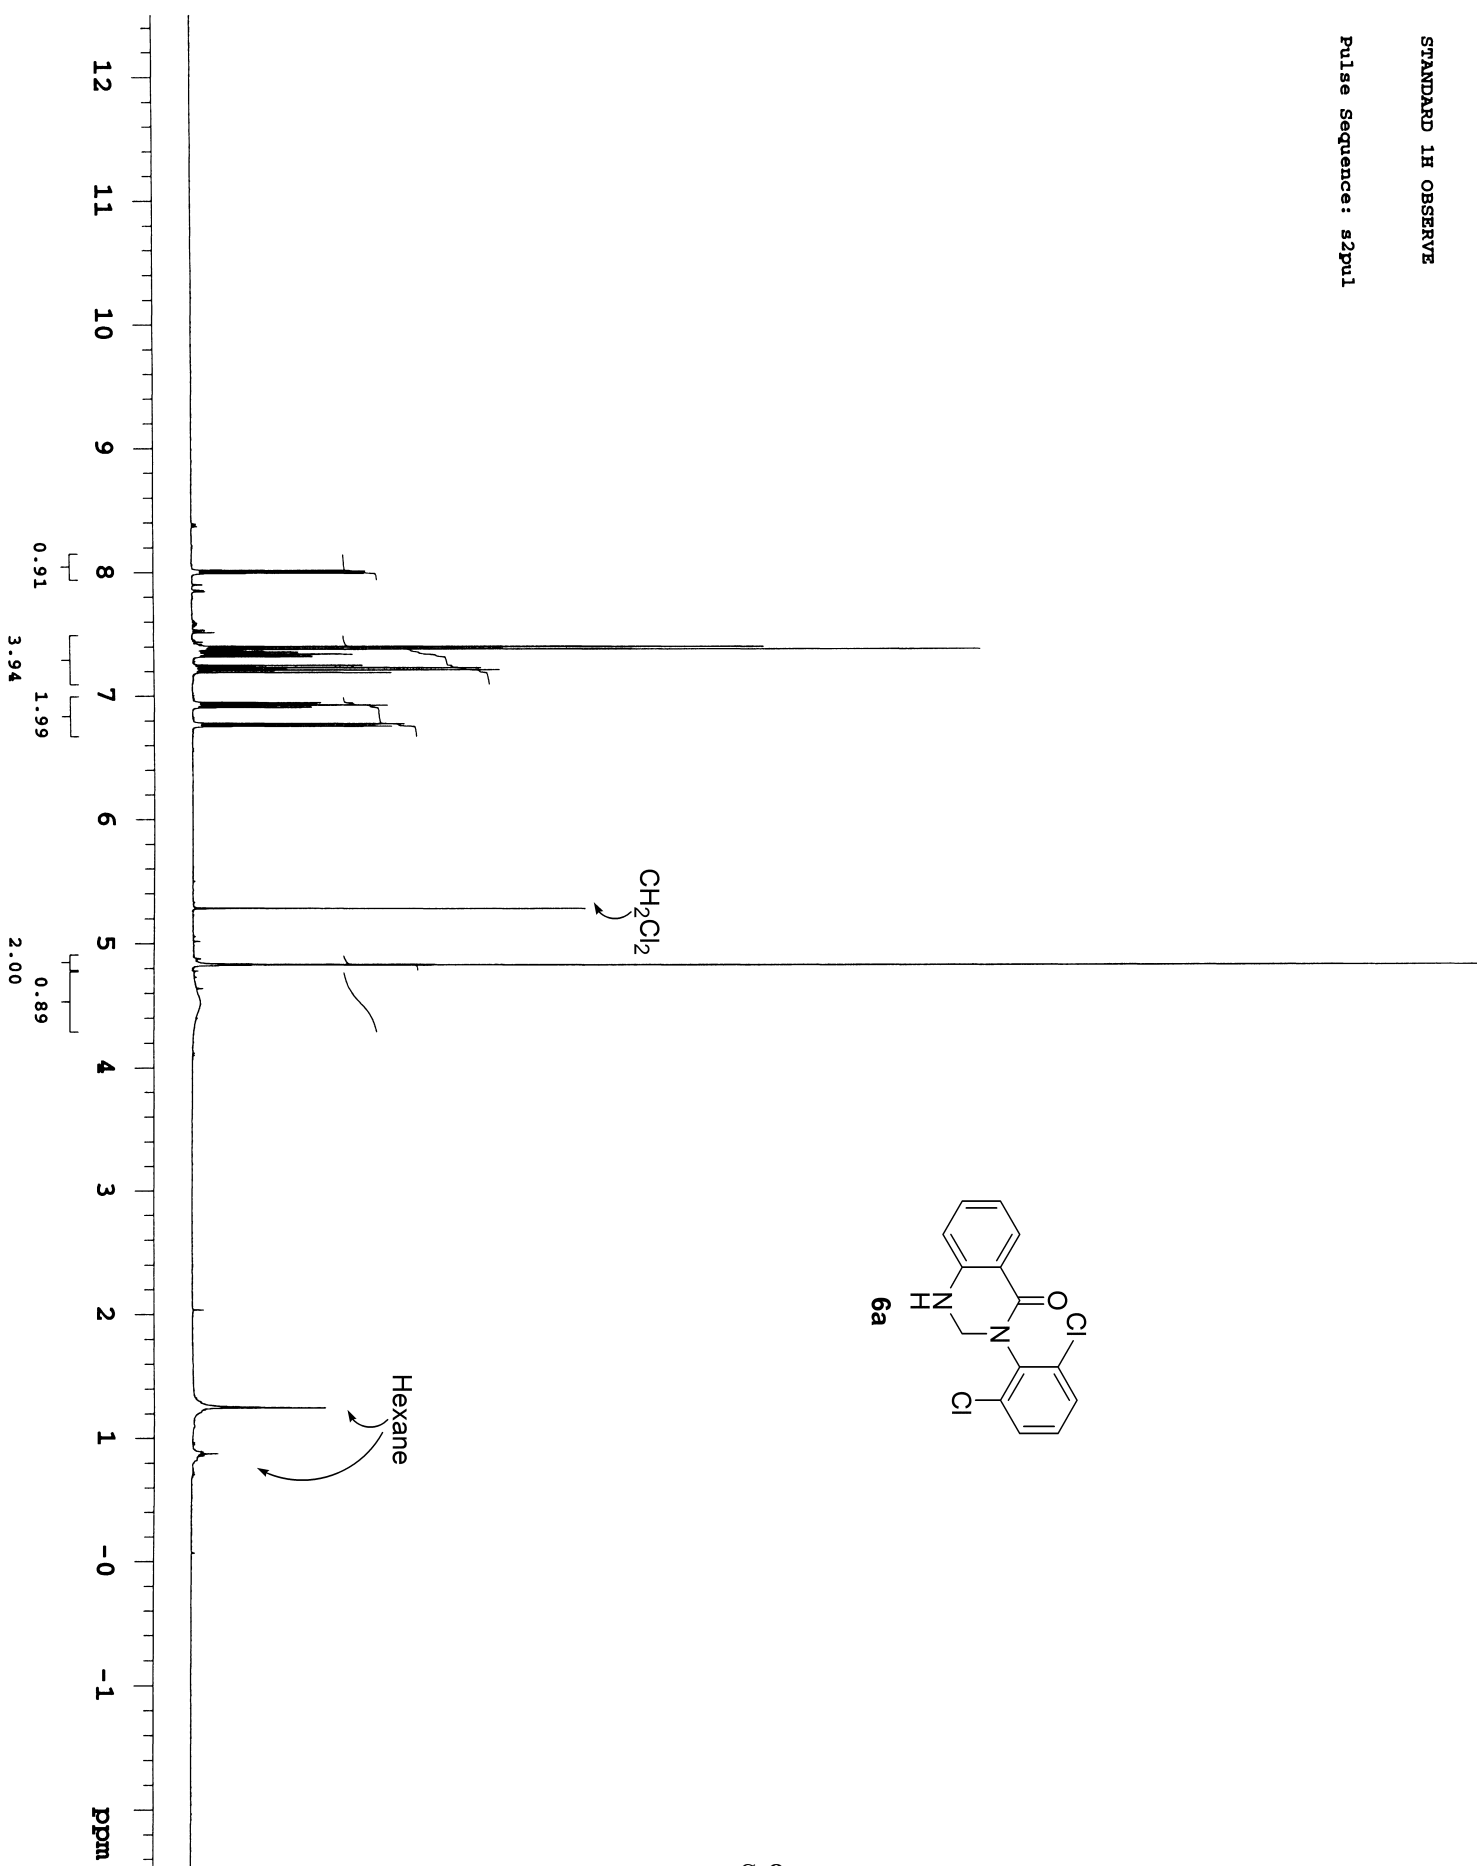 STANDARD 1H OBSERVE
Pulse Sequence: s2pul
CH2Cl2
Hexane
O
Cl
N
N
H
Cl
6a
12 11 10 9 8 7 6 5 4 3 2 1 -0 -1 ppm
0.91 1.99 0.89
3.94 2.00